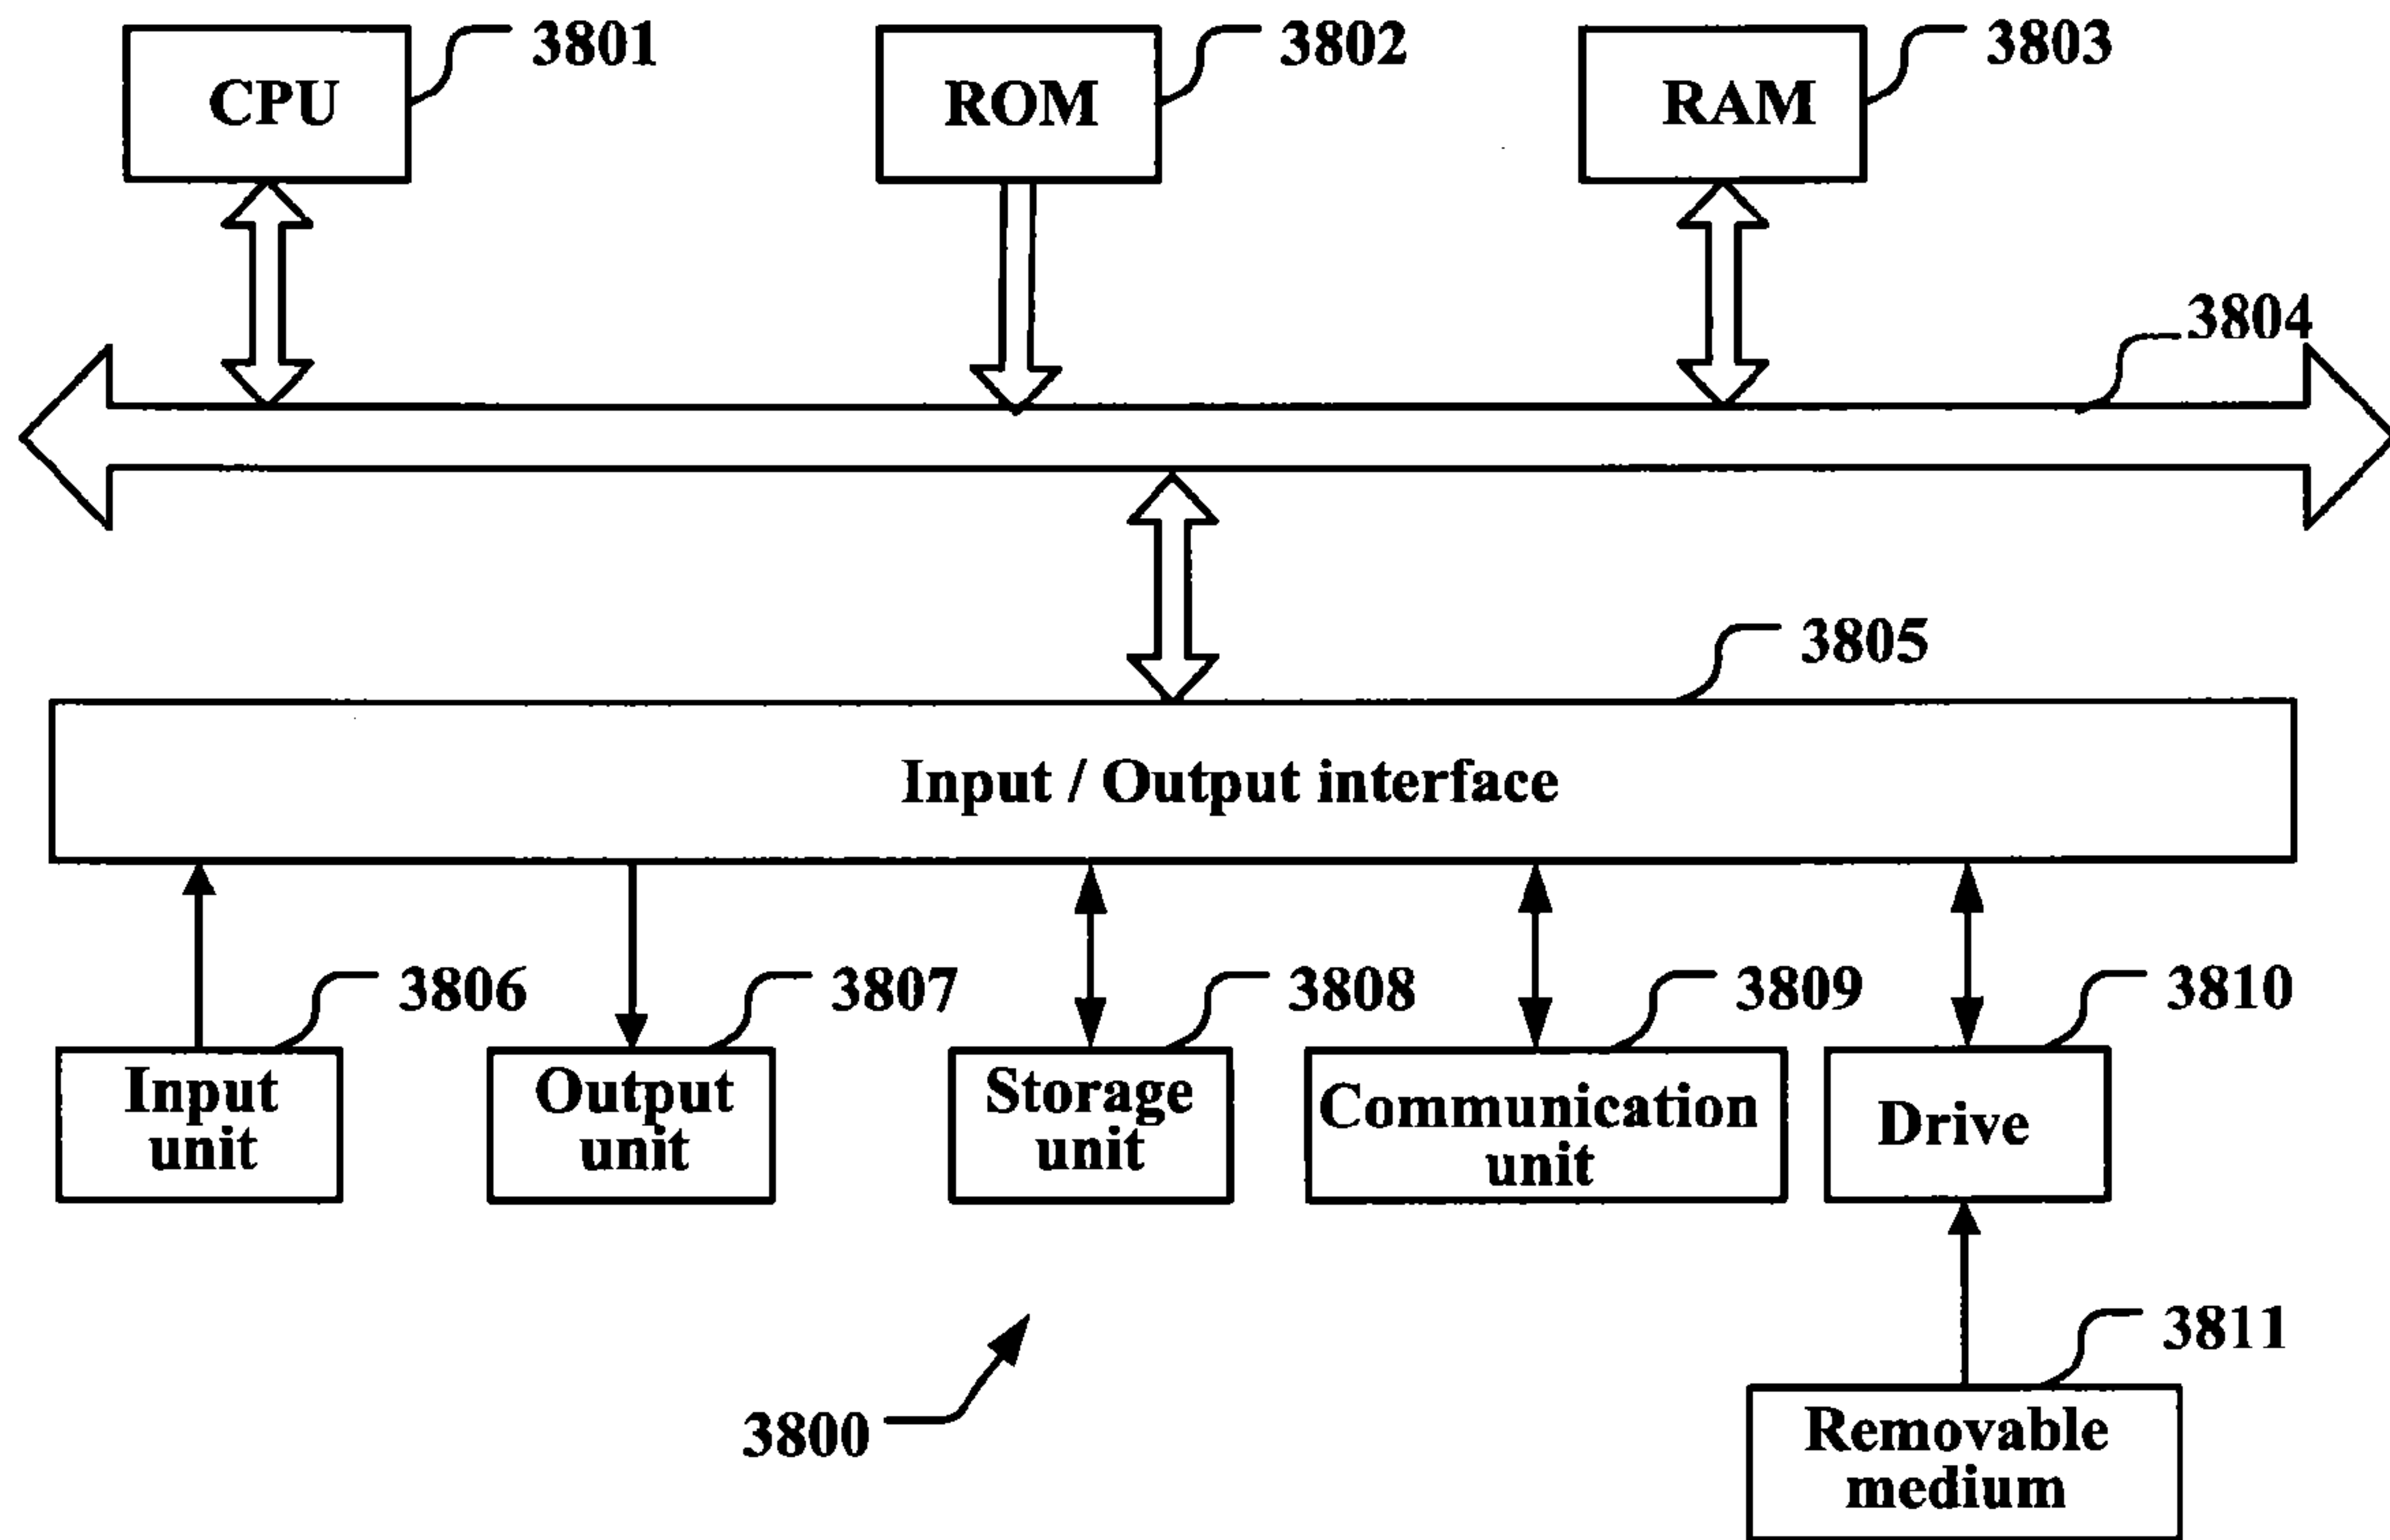 3801
3802
3803
CPU
ROM
RAM
3804
3805
Input / Output interface
3806
3807
3808
3809
3810
Input
unit
Output
unit
Storage
unit
Communication
unit
Drive
3811
3800
Removable
medium